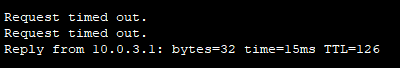 Request timed out.
Request timed out.
Reply from 10.0.3.1: bytes=32 time=15ms TTL=126